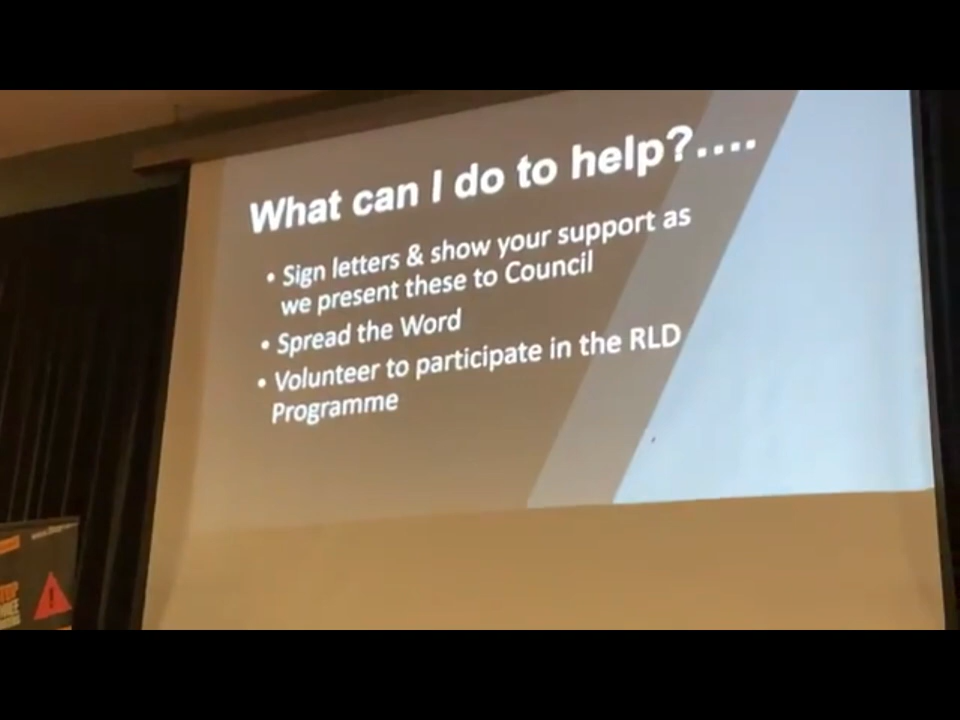 What can I do to help?....
• Sign letters & show your support as
we present these to Council
• Spread the Word
• Volunteer to participate in the RLD
Programme